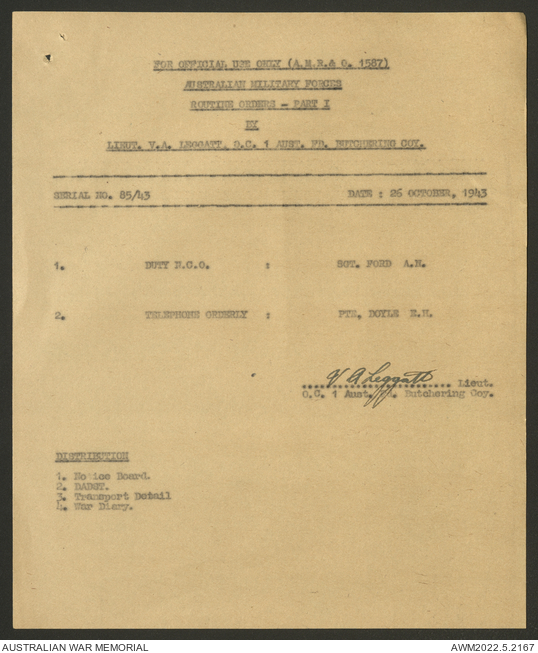 FOR OFFICIAL USE ONLY (A.M.R.& O. 1587)
AUSTRALIAN MILITARY FORCES
ROUTINE ORDERS - PART I
BY
LIEUT. V.A. LEGGATT, O.C. 1 AUST. FD. BUTCHERING COY.
SERIAL NO. 85/43 DATE : 26 OCTOBER, 1943
1. DUTY N.C.O. : SGT. FORD A.N.
2. TELEPHONE ORDERLY : PTE. DOYLE E.H.
V A Leggatt Lieut.
O.C. 1 Aust. Fd. Butchering Coy.
DISTRIBUTION
1. Notice Board.
2. DADST.
3. Transport Detail
4. War Diary.
AUSTRALIAN WAR MEMORIAL AWM2022.5.2167